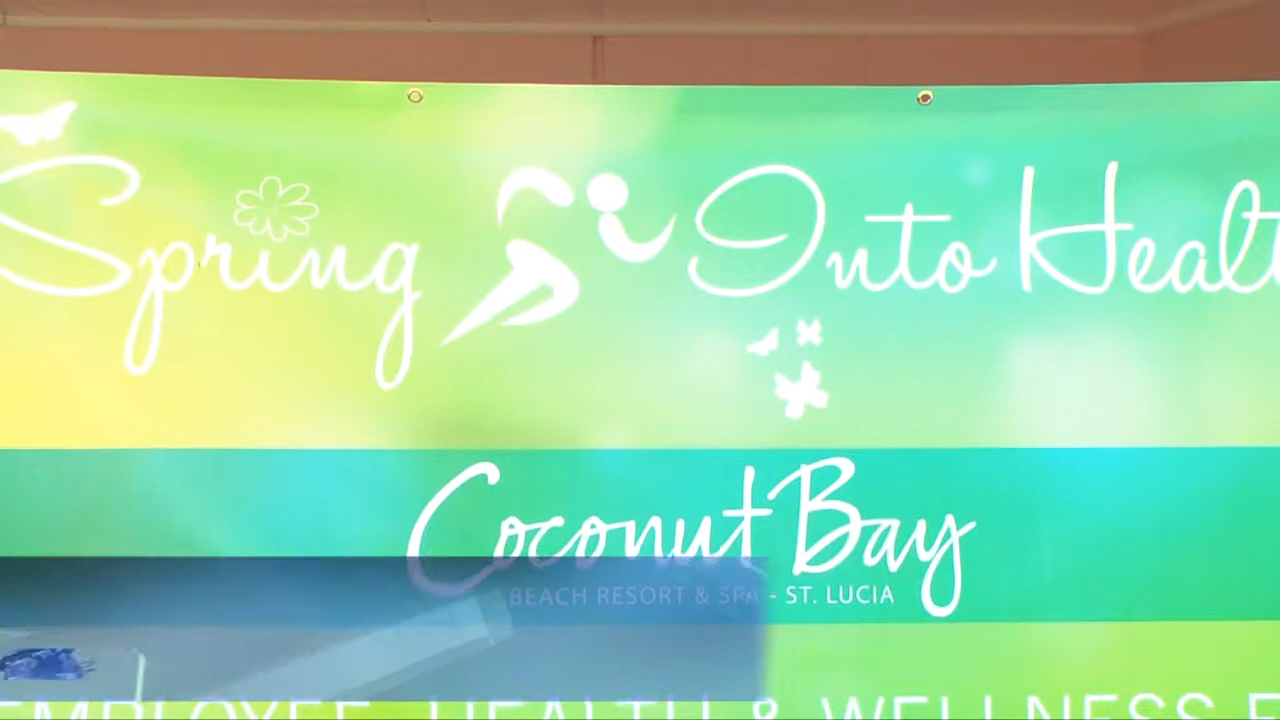 Spring Into Healt
Coconut Bay
BEACH RESORT & SPA - ST. LUCIA
EMPLOYEE HEALTH & WELLNESS F